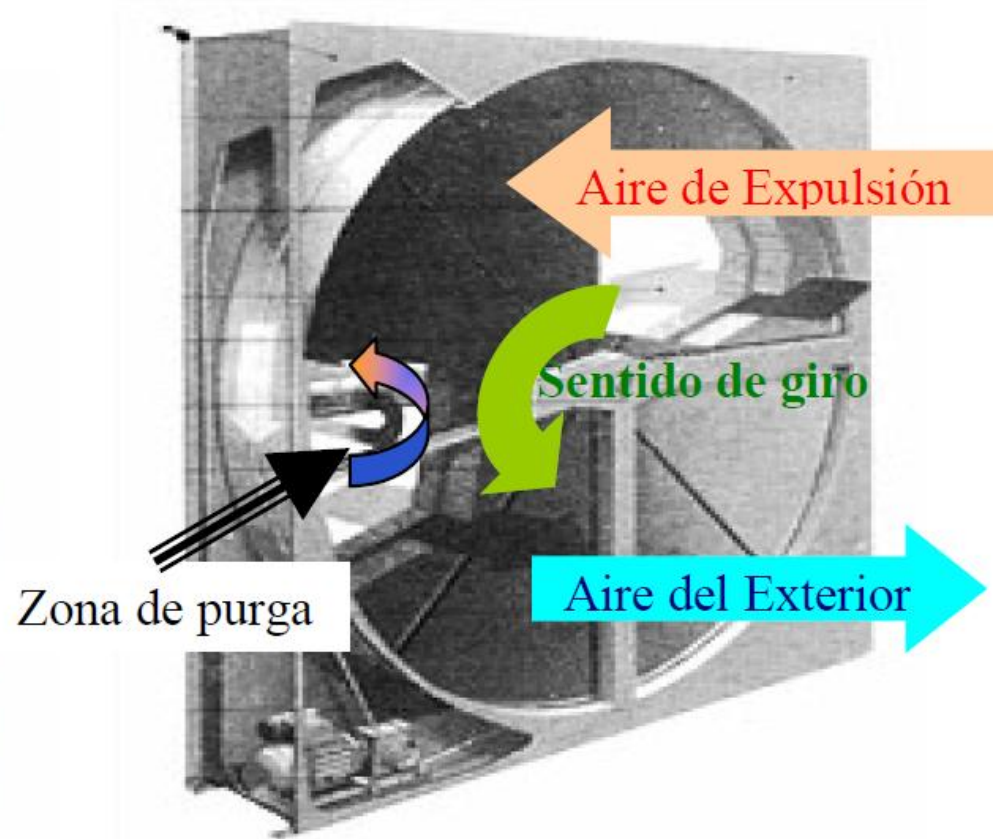 Aire de Expulsión
Sentido de giro
Aire del Exterior
Zona de purga